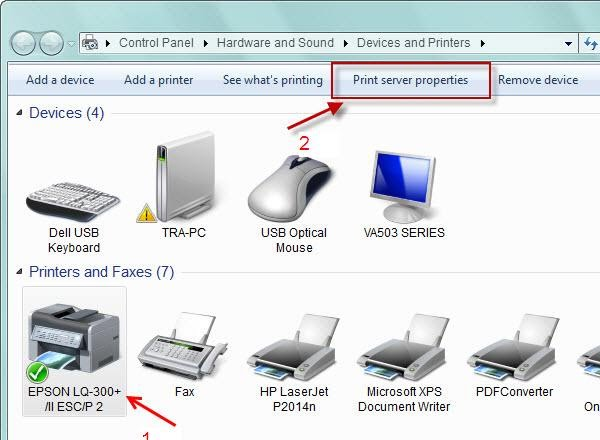 Control Panel Hardware and Sound Devices and Printers
Add a device Add a printer See what's printing Print server properties Remove device
Devices (4)
2
Dell USB
Keyboard
TRA-PC
USB Optical
Mouse
VA503 SERIES
Printers and Faxes (7)
EPSON LQ-300+
/II ESC/P 2
Fax
HP LaserJet
P2014n
Microsoft XPS
Document Writer
PDFConverter
On
1